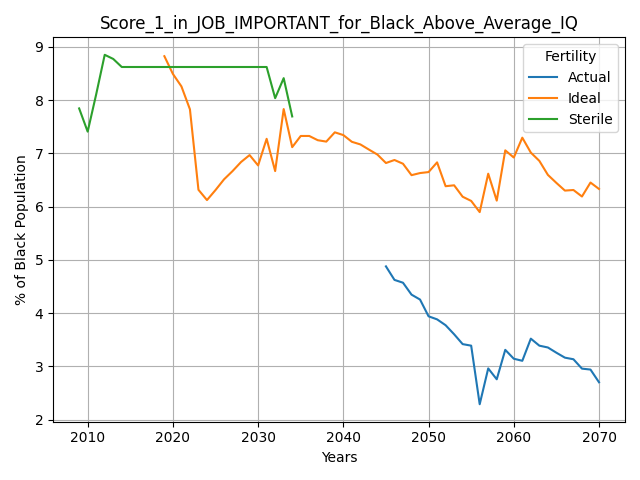 Score_1_in_JOB_IMPORTANT_for_Black_Above_Average_IQ
Fertility
Actual
Ideal
Sterile
% of Black Population
9
8
7
6
5
4
3
2
2010 2020 2030 2040 2050 2060 2070
Years